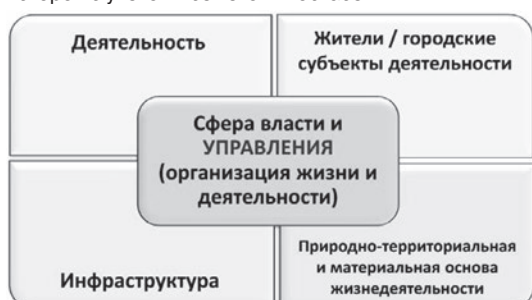 Деятельность
Жители / городские
субъекты деятельности
Сфера власти и
УПРАВЛЕНИЯ
(организация жизни и
деятельности)
Инфраструктура
Природно-территориальная
и материальная основа
жизнедеятельности